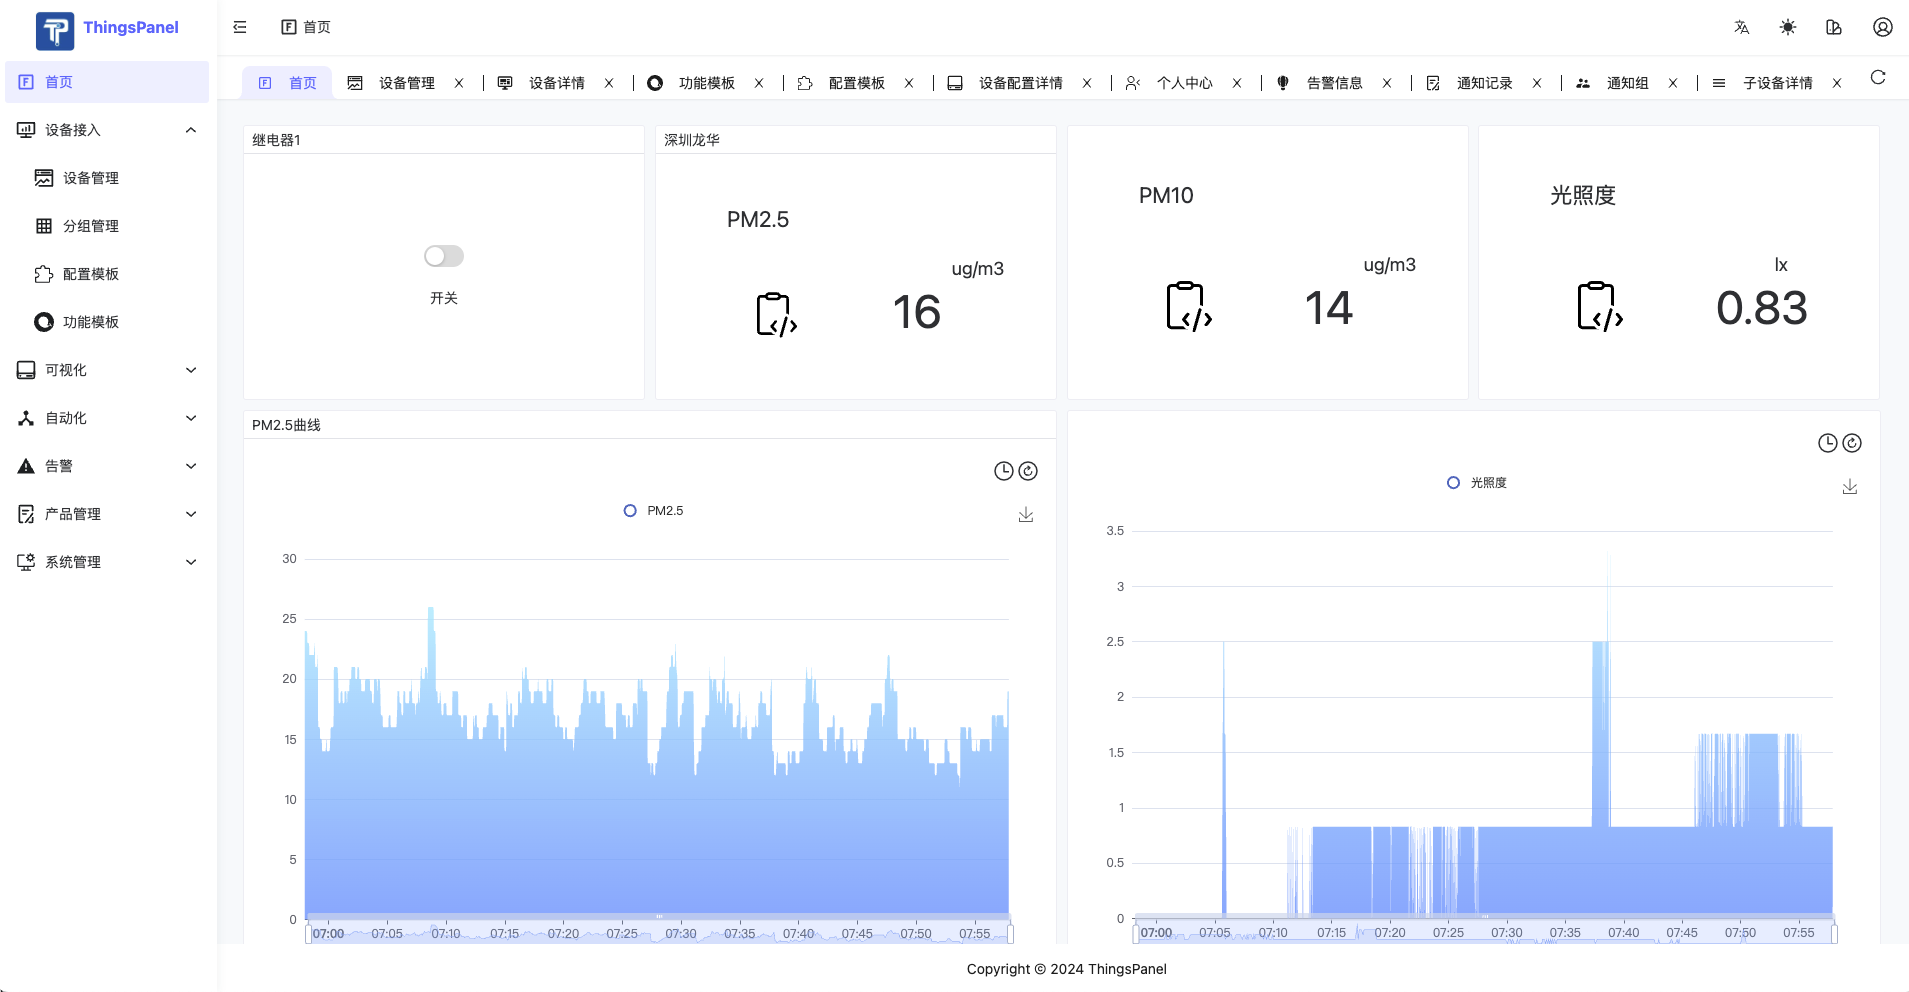 ThingsPanel
首页
首页
设备接入
设备管理
分组管理
配置模板
功能模板
可视化
自动化
告警
产品管理
系统管理
首页 设备管理 设备详情 功能模板 配置模板 设备配置详情 个人中心 告警信息 通知记录 通知组 子设备详情
继电器1
开关
深圳龙华
PM2.5
ug/m3
16
PM10
ug/m3
14
光照度
lx
0.83
PM2.5曲线
PM2.5
30
25
20
15
10
5
0
07:00 07:05 07:10 07:15 07:20 07:25 07:30 07:35 07:40 07:45 07:50 07:55
光照度
3.5
3
2.5
2
1.5
1
0.5
0
07:00 07:05 07:10 07:15 07:20 07:25 07:30 07:35 07:40 07:45 07:50 07:55
Copyright © 2024 ThingsPanel